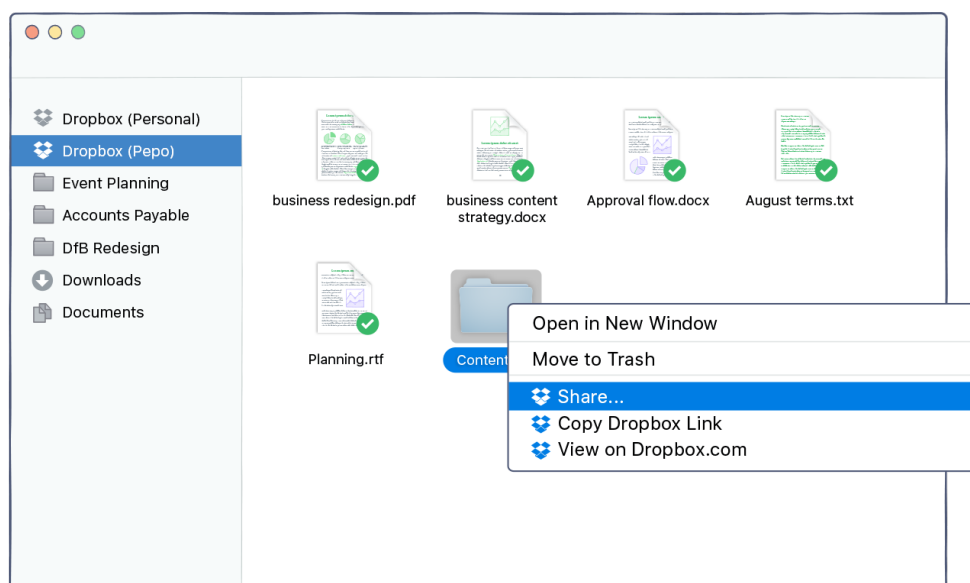 Dropbox (Personal)
Dropbox (Pepo)
Event Planning
Accounts Payable
DfB Redesign
Downloads
Documents
business redesign.pdf
business content
strategy.docx
Approval flow.docx
August terms.txt
Planning.rtf
Content
Open in New Window
Move to Trash
Share...
Copy Dropbox Link
View on Dropbox.com